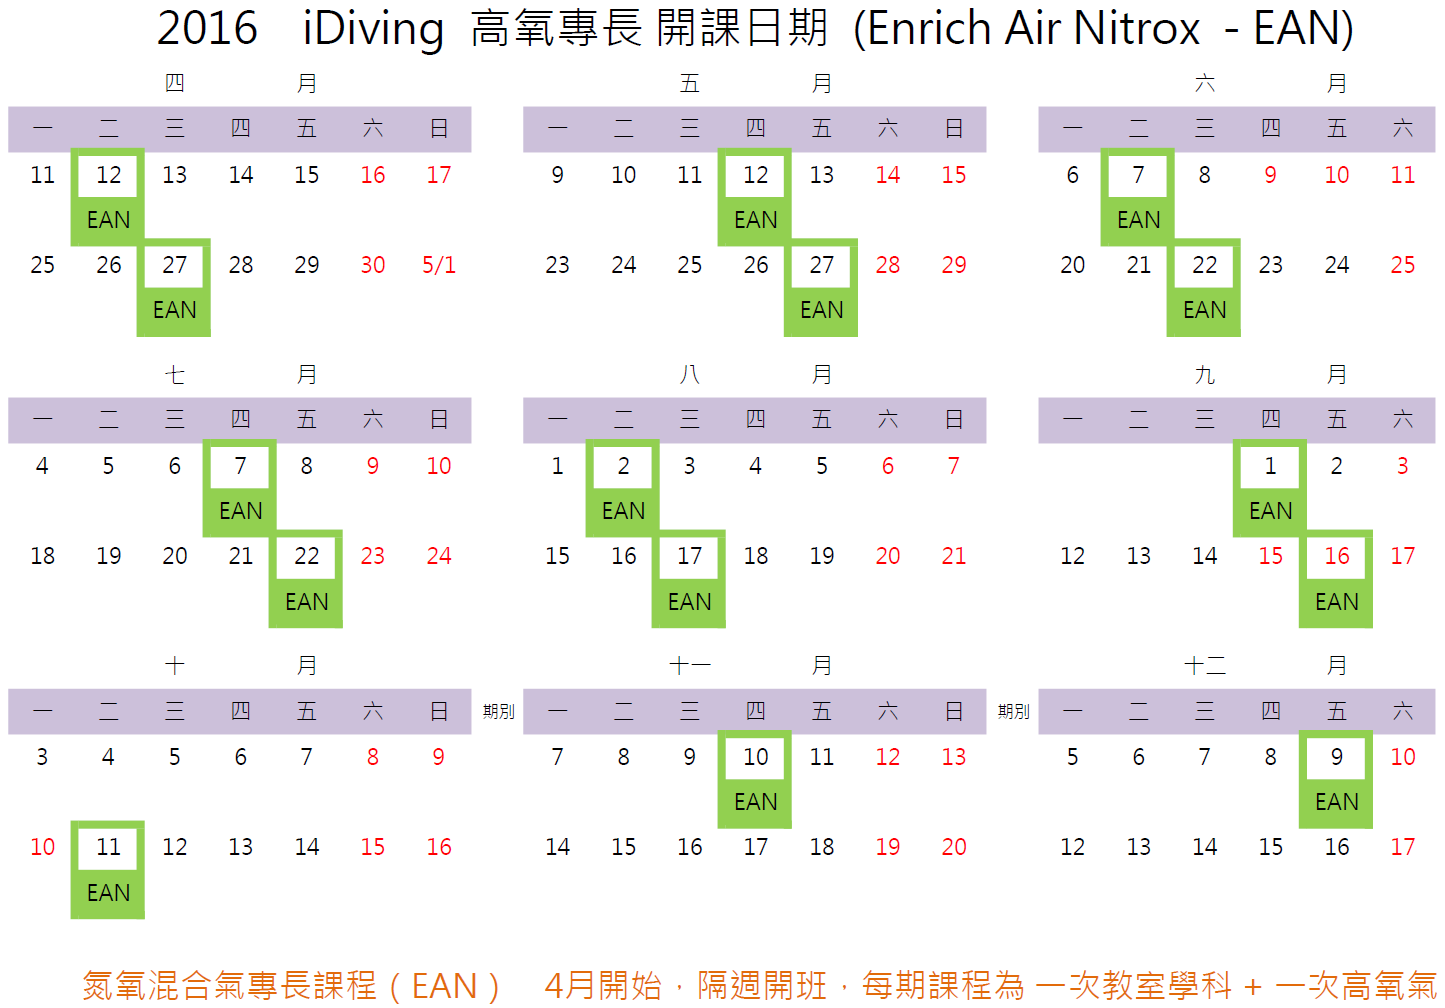 2016 iDiving 高氧專長 開課日期 (Enrich Air Nitrox - EAN)
四 月 五 月 六 月
一 二 三 四 五 六 日 一 二 三 四 五 六 日 一 二 三 四 五 六
11 12 13 14 15 16 17 9 10 11 12 13 14 15 6 7 8 9 10 11
EAN EAN EAN
25 26 27 28 29 30 5/1 23 24 25 26 27 28 29 20 21 22 23 24 25
EAN EAN EAN
七 月 八 月 九 月
一 二 三 四 五 六 日 一 二 三 四 五 六 日 一 二 三 四 五 六
4 5 6 7 8 9 10 1 2 3 4 5 6 7 1 2 3
EAN EAN EAN
18 19 20 21 22 23 24 15 16 17 18 19 20 21 12 13 14 15 16 17
EAN EAN EAN
十 月 十一 月 十二 月
一 二 三 四 五 六 日 期別 一 二 三 四 五 六 日 期別 一 二 三 四 五 六
3 4 5 6 7 8 9 7 8 9 10 11 12 13 5 6 7 8 9 10
EAN EAN
10 11 12 13 14 15 16 14 15 16 17 18 19 20 12 13 14 15 16 17
EAN
氮氧混合氣專長課程（EAN） 4月開始，隔週開班，每期課程為 一次教室學科 + 一次高氧氣